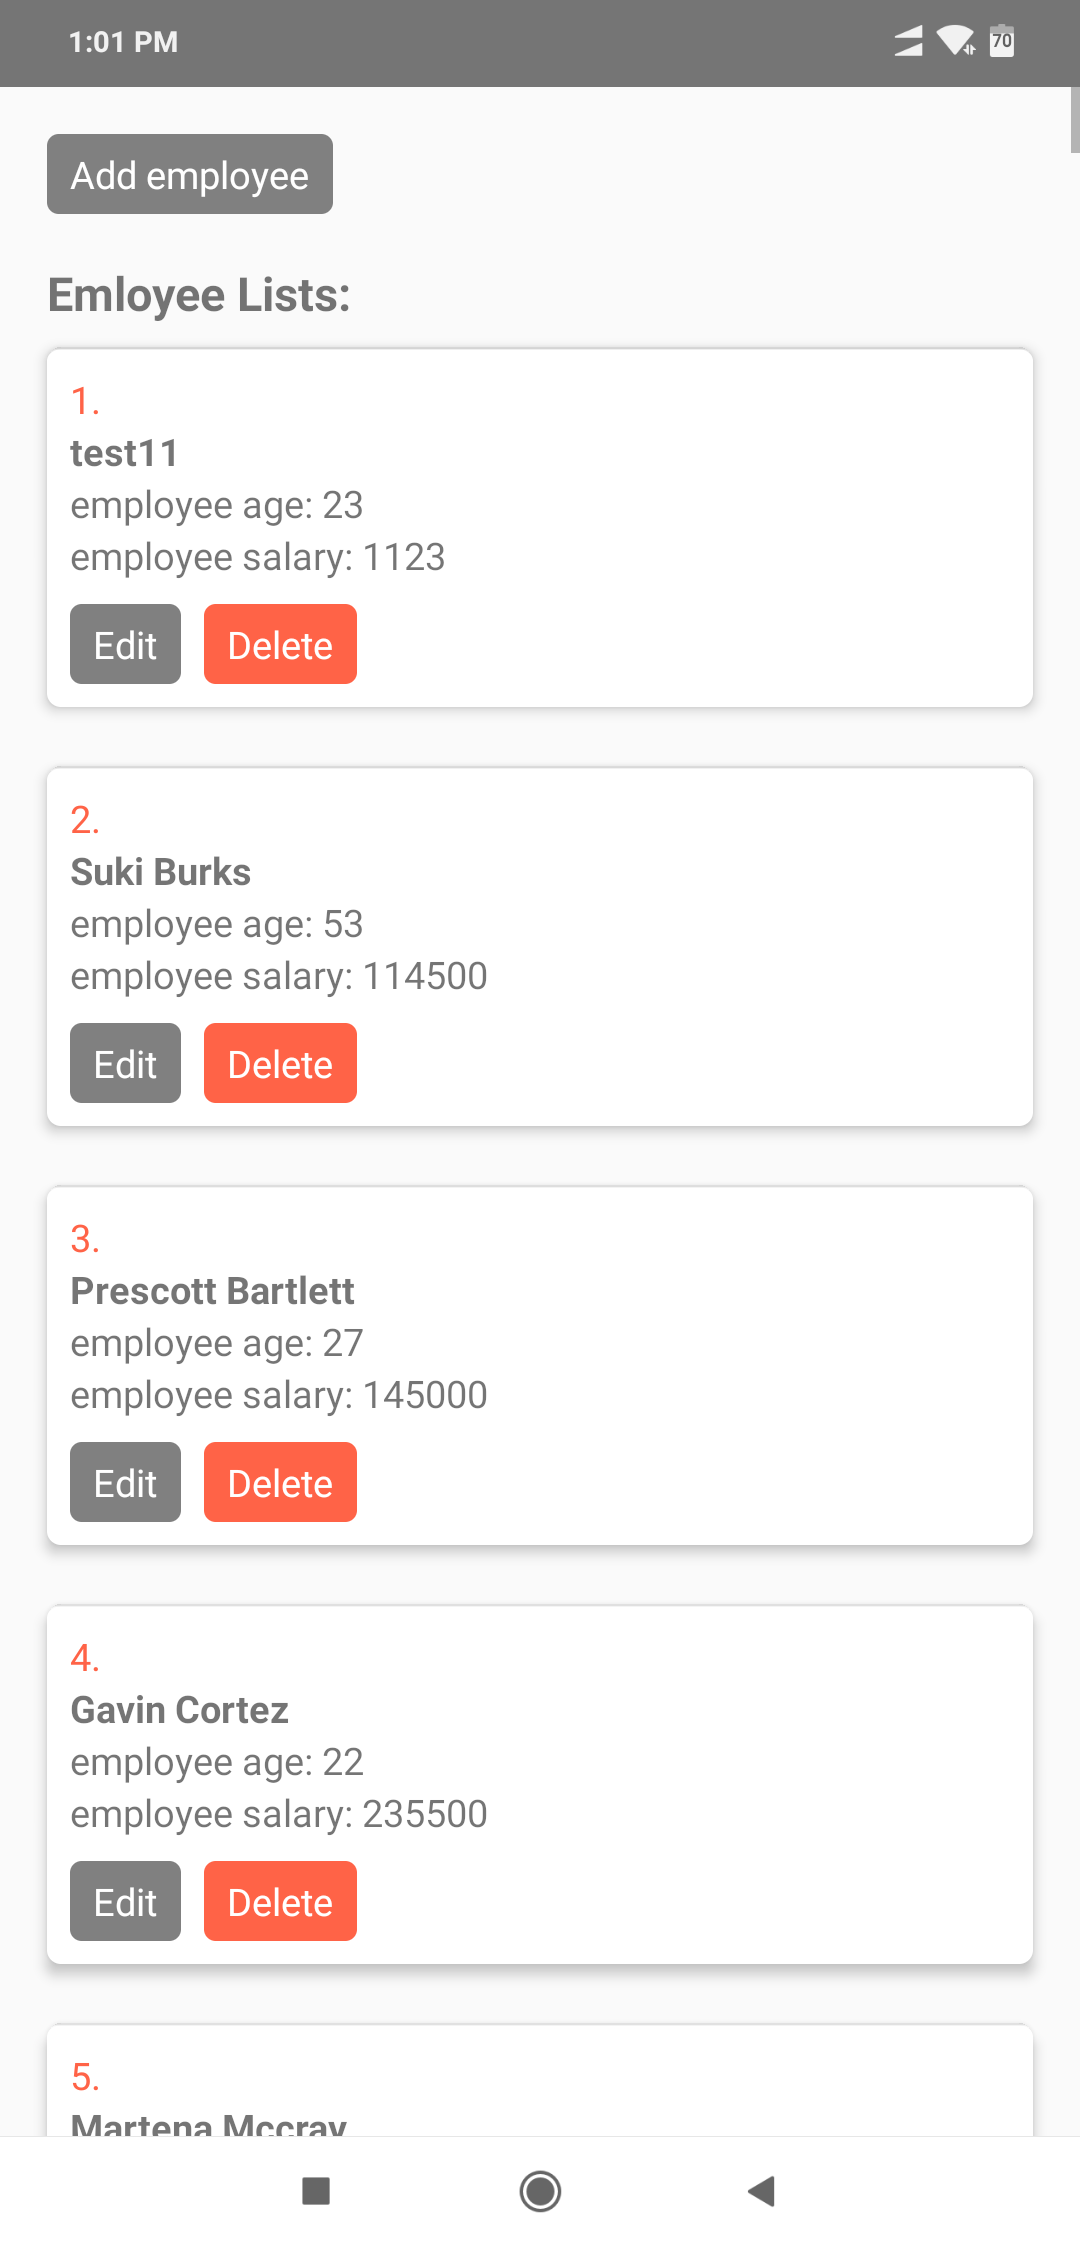 1:01 PM
70
Add employee
Emloyee Lists:
1.
test11
employee age: 23
employee salary: 1123
Edit Delete
2.
Suki Burks
employee age: 53
employee salary: 114500
Edit Delete
3.
Prescott Bartlett
employee age: 27
employee salary: 145000
Edit Delete
4.
Gavin Cortez
employee age: 22
employee salary: 235500
Edit Delete
5.
Martena Mccray